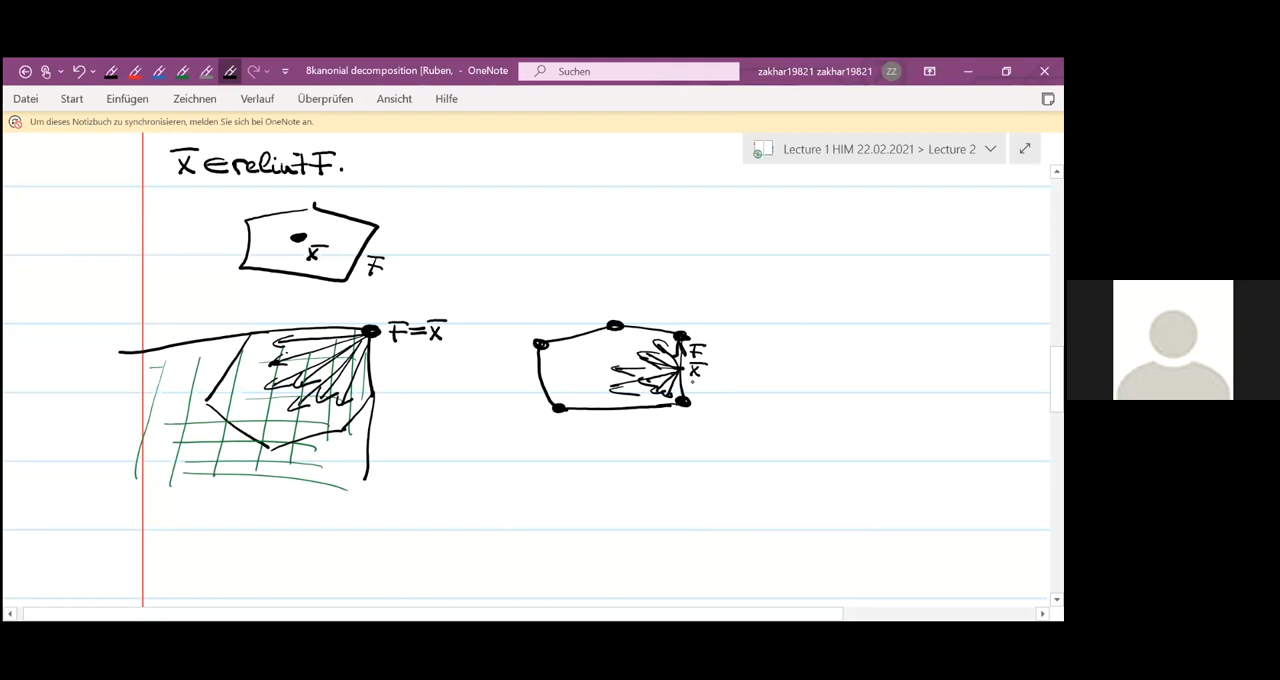 8kanonial decomposition [Ruben, - OneNote
Suchen
zakhar19821 zakhar19821 ZZ
Datei Start Einfügen Zeichnen Verlauf Überprüfen Ansicht Hilfe
Um dieses Notizbuch zu synchronisieren, melden Sie sich bei OneNote an.
Lecture 1 HIM 22.02.2021 > Lecture 2
x̅ ∈ relint F.
x̅
F
F = x̅
F
x̅